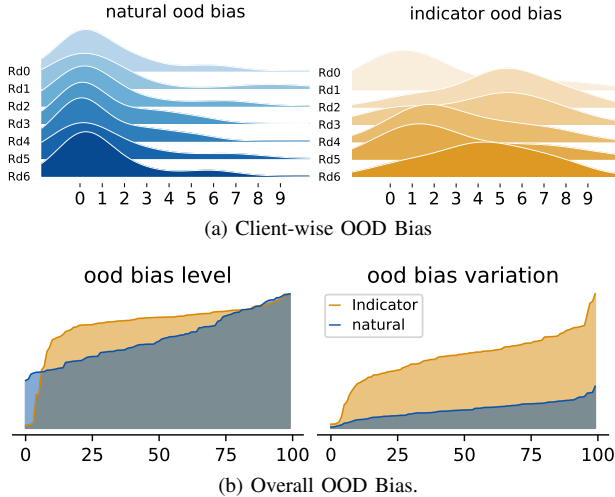 natural ood bias
indicator ood bias
Rd0
Rd1
Rd2
Rd3
Rd4
Rd5
Rd6
0 1 2 3 4 5 6 7 8 9
Rd0
Rd1
Rd2
Rd3
Rd4
Rd5
Rd6
0 1 2 3 4 5 6 7 8 9
(a) Client-wise OOD Bias
ood bias level
0 25 50 75 100
ood bias variation
Indicator
natural
0 25 50 75 100
(b) Overall OOD Bias.